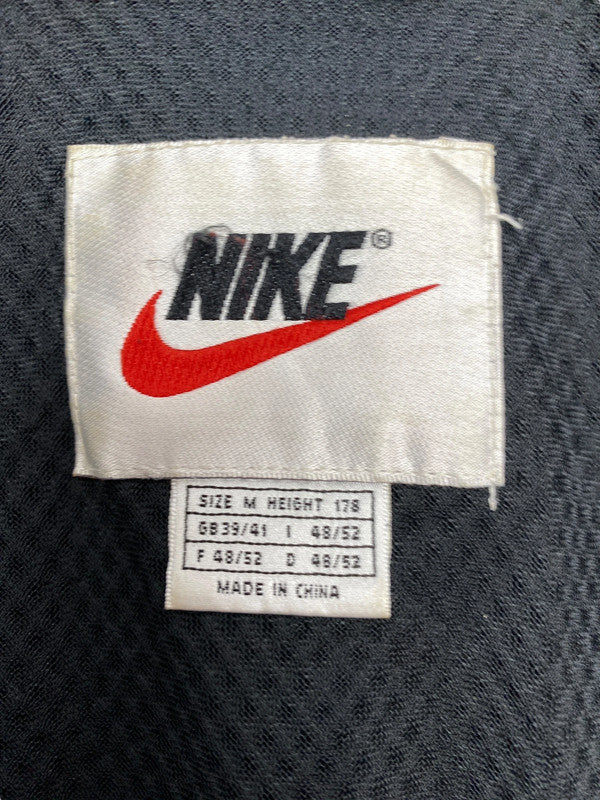 NIKE®
SIZE M HEIGHT 178
GB 39/41 I 48/52
F 48/52 D 48/52
MADE IN CHINA